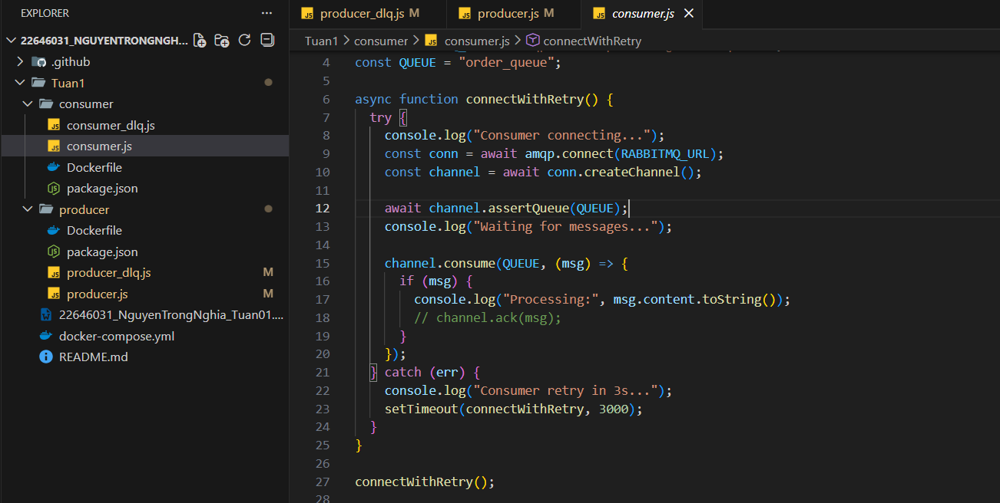 EXPLORER
22646031_NGUYENTRONGNGH...
.github
Tuan1
consumer
consumer_dlq.js
consumer.js
Dockerfile
package.json
producer
Dockerfile
package.json
producer_dlq.js M
producer.js M
22646031_NguyenTrongNghia_Tuan01....
docker-compose.yml
README.md
producer_dlq.js M producer.js M consumer.js
Tuan1 > consumer > consumer.js > connectWithRetry
4 const QUEUE = "order_queue";
5
6 async function connectWithRetry() {
7 try {
8 console.log("Consumer connecting...");
9 const conn = await amqp.connect(RABBITMQ_URL);
10 const channel = await conn.createChannel();
11
12 await channel.assertQueue(QUEUE);
13 console.log("Waiting for messages...");
14
15 channel.consume(QUEUE, (msg) => {
16 if (msg) {
17 console.log("Processing:", msg.content.toString());
18 // channel.ack(msg);
19 }
20 });
21 } catch (err) {
22 console.log("Consumer retry in 3s...");
23 setTimeout(connectWithRetry, 3000);
24 }
25 }
26
27 connectWithRetry();
28